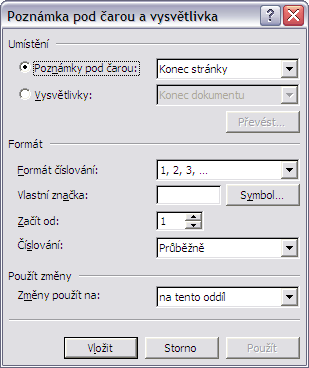 Poznámka pod čarou a vysvětlivka
Umístění
Poznámky pod čarou: Konec stránky
Vysvětlivky: Konec dokumentu
Převést...
Formát
Formát číslování: 1, 2, 3, ...
Vlastní značka: Symbol...
Začít od: 1
Číslování: Průběžně
Použít změny
Změny použít na: na tento oddíl
Vložit Storno Použít